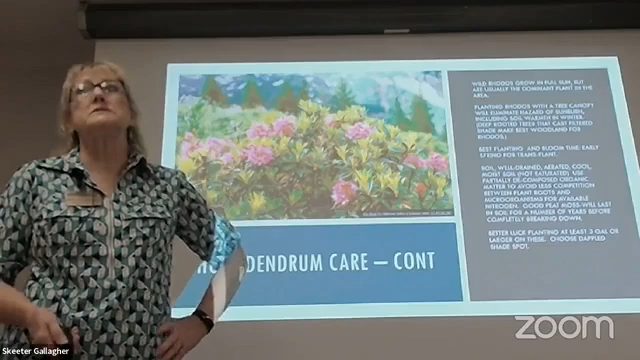 WILD RHODOS GROW IN FULL SUN, BUT
ARE USUALLY THE DOMINANT PLANT IN THE
AREA.
PLANTING RHODOS WITH A TREE CANOPY
WILL ELIMINATE HAZARD OF SUNBURN,
INCLUDING SOIL WARMTH IN WINTER.
(DEEP ROOTED TREES THAT CAST FILTERED
SHADE MAKE BEST WOODLAND FOR
RHODOS).
BEST PLANTING AND BLOOM TIME: EARLY
SPRING FOR TRANSPLANT.
SOIL, WELL-DRAINED, AERATED, COOL,
MOIST SOIL (NOT SATURATED) USE
PARTIALLY DE-COMPOSED ORGANIC
MATTER TO AVOID LESS COMPETITION
BETWEEN PLANT ROOTS AND
MICROORGANISMS FOR AVAILABLE
NITROGEN. GOOD PEAT MOSS-WILL LAST
IN SOIL FOR A NUMBER OF YEARS BEFORE
COMPLETLY BREAKING DOWN.
BETTER LUCK PLANTING AT LEAST 3 GAL OR
LARGER ON THESE. CHOOSE DAPPLED
SHADE SPOT.
DENDRUM CARE – CONT
Skeeter Gallagher
zoom